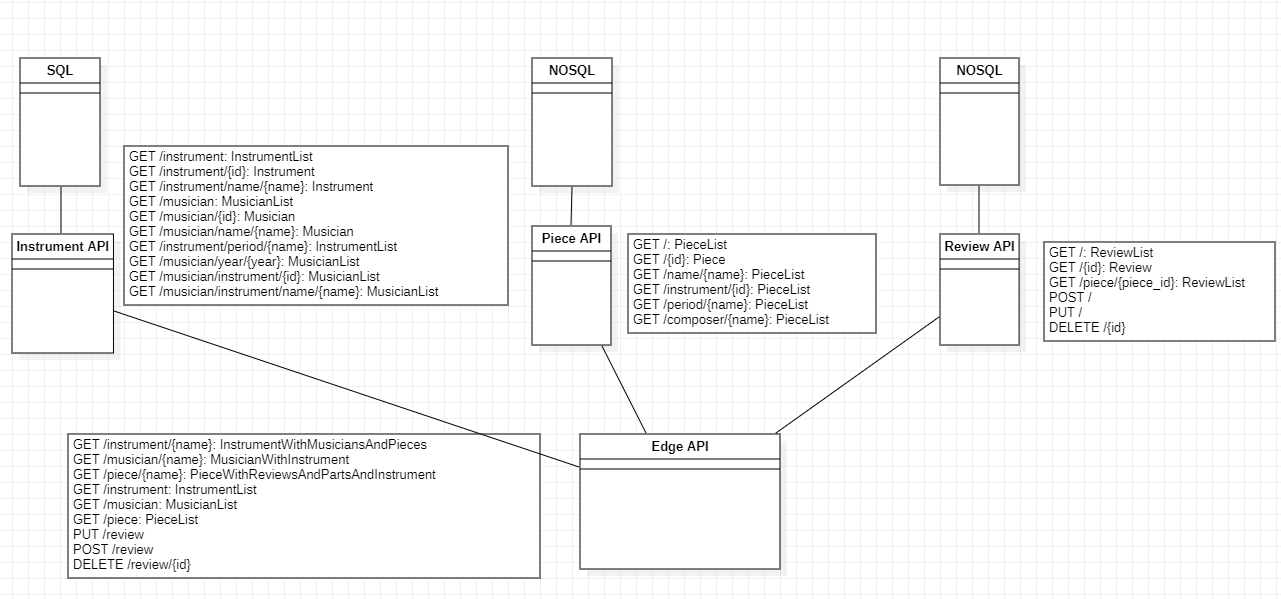 SQL
NOSQL
NOSQL
GET /instrument: InstrumentList
GET /instrument/{id}: Instrument
GET /instrument/name/{name}: Instrument
GET /musician: MusicianList
GET /musician/{id}: Musician
GET /musician/name/{name}: Musician
GET /instrument/period/{name}: InstrumentList
GET /musician/year/{year}: MusicianList
GET /musician/instrument/{id}: MusicianList
GET /musician/instrument/name/{name}: MusicianList
Instrument API
Piece API
GET /: PieceList
GET /{id}: Piece
GET /name/{name}: PieceList
GET /instrument/{id}: PieceList
GET /period/{name}: PieceList
GET /composer/{name}: PieceList
Review API
GET /: ReviewList
GET /{id}: Review
GET /piece/{piece_id}: ReviewList
POST /
PUT /
DELETE /{id}
GET /instrument/{name}: InstrumentWithMusiciansAndPieces
GET /musician/{name}: MusicianWithInstrument
GET /piece/{name}: PieceWithReviewsAndPartsAndInstrument
GET /instrument: InstrumentList
GET /musician: MusicianList
GET /piece: PieceList
PUT /review
POST /review
DELETE /review/{id}
Edge API